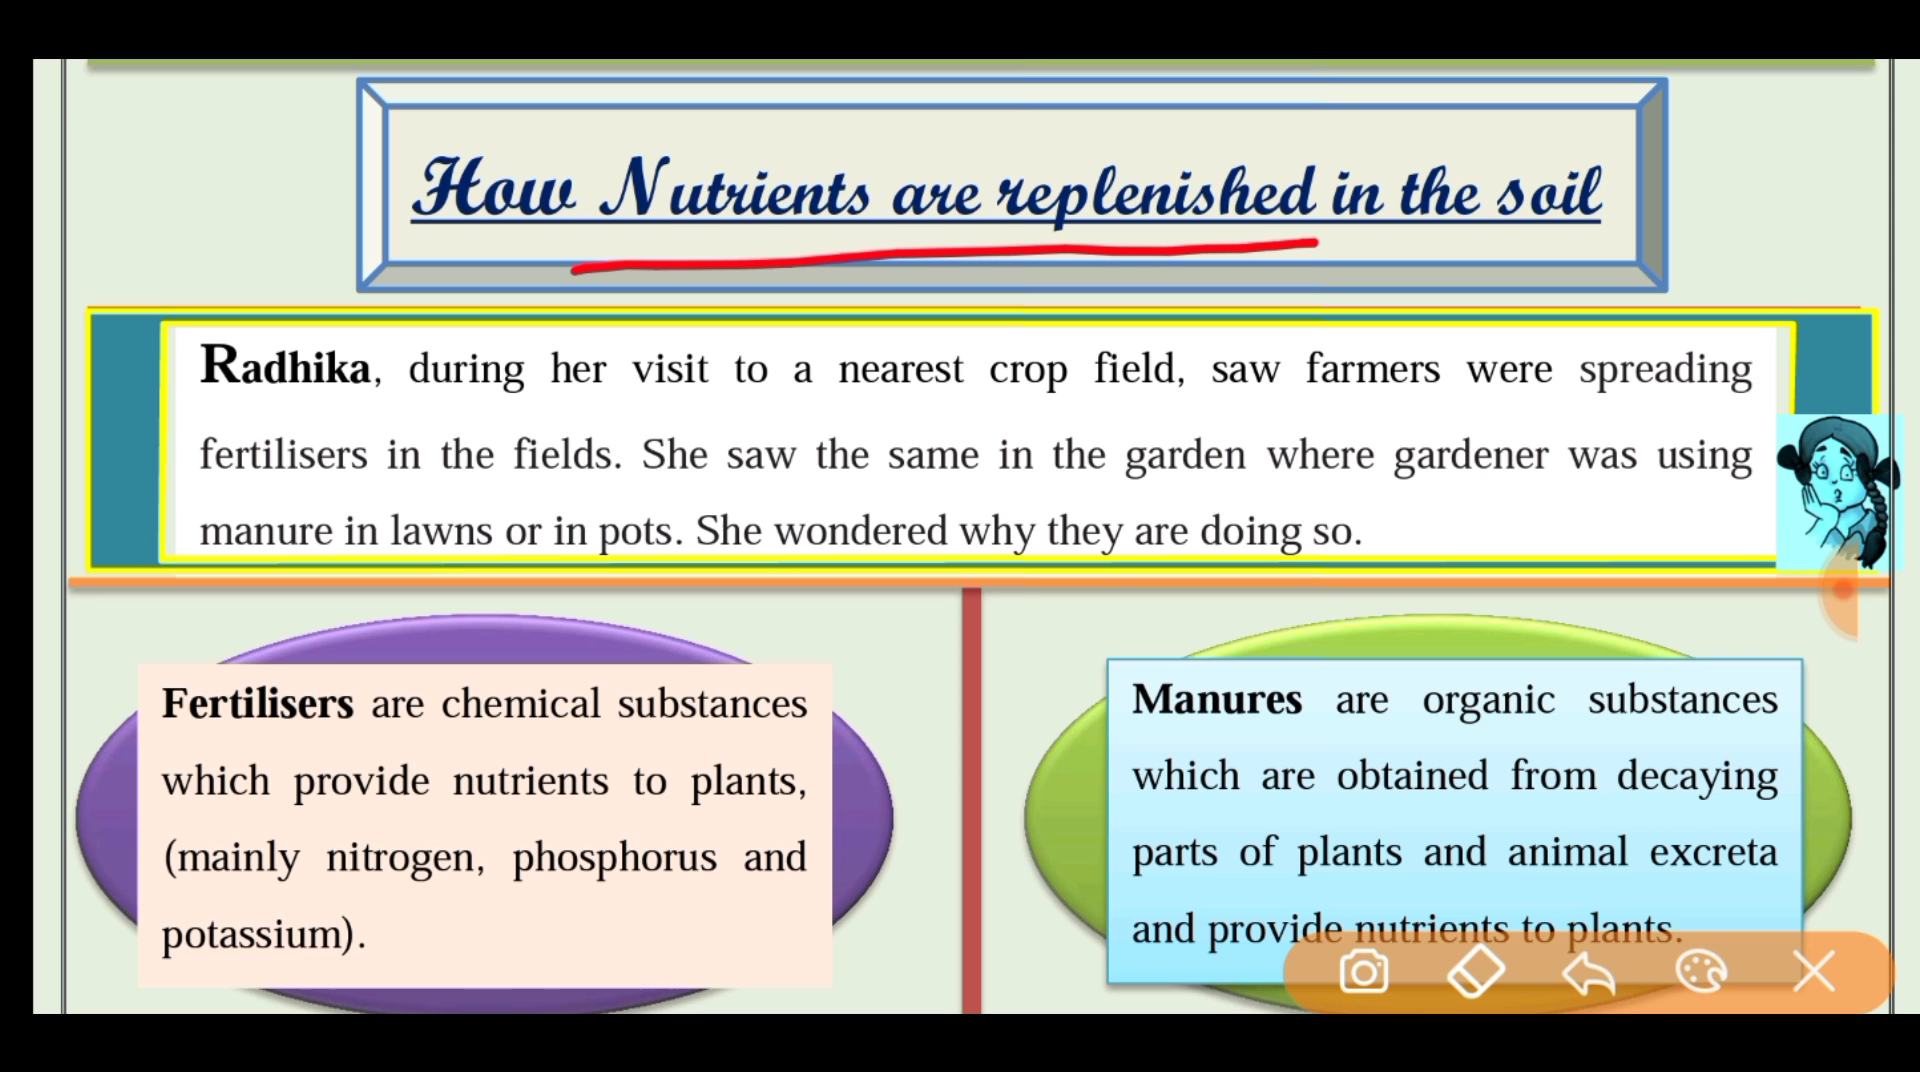 How Nutrients are replenished in the soil
Radhika, during her visit to a nearest crop field, saw farmers were spreading
fertilisers in the fields. She saw the same in the garden where gardener was using
manure in lawns or in pots. She wondered why they are doing so.
Fertilisers are chemical substances
which provide nutrients to plants,
(mainly nitrogen, phosphorus and
potassium).
Manures are organic substances
which are obtained from decaying
parts of plants and animal excreta
and provide nutrients to plants.